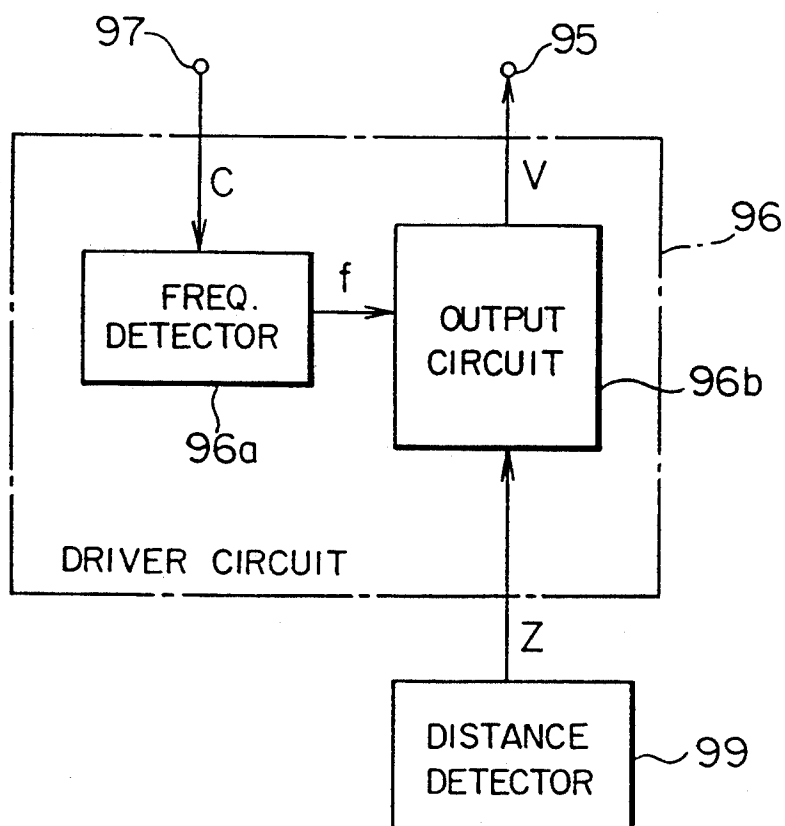 97
95
C
V
96
FREQ.
DETECTOR
f
OUTPUT
CIRCUIT
96b
96a
DRIVER CIRCUIT
Z
DISTANCE
DETECTOR
99